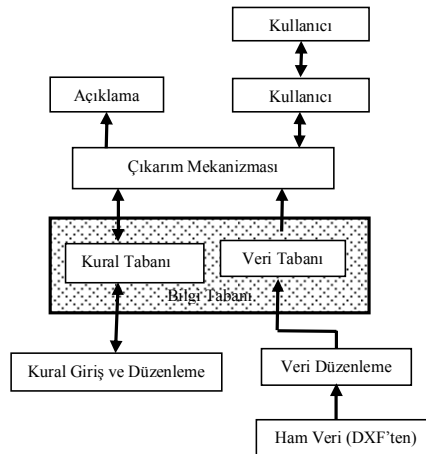 Kullanıcı
Kullanıcı
Açıklama
Çıkarım Mekanizması
Kural Tabanı
Veri Tabanı
Bilgi Tabanı
Kural Giriş ve Düzenleme
Veri Düzenleme
Ham Veri (DXF’ten)